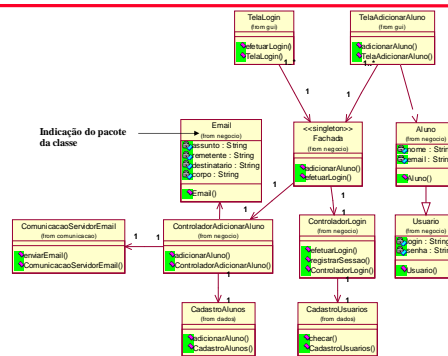 TelaLogin
(from gui)
efetuarLogin()
TelaLogin()
1..*
TelaAdicionarAluno
(from gui)
adicionarAluno()
TelaAdicionarAluno()
1..*
1
1
Indicação do pacote
da classe
Email
(from negocio)
assunto : String
remetente : String
destinatario : String
corpo : String
Email()
<<singleton>>
Fachada
(from negocio)
adicionarAluno()
efetuarLogin()
1
1
Aluno
(from negocio)
nome : String
email : String
Aluno()
ComunicacaoServidorEmail
(from comunicacao)
enviarEmail()
ComunicacaoServidorEmail()
1
1
ControladorAdicionarAluno
(from negocio)
adicionarAluno()
ControladorAdicionarAluno()
1
1
ControladorLogin
(from negocio)
efetuarLogin()
registrarSessao()
ControladorLogin()
1
1
Usuario
(from negocio)
login : String
senha : String
Usuario()
CadastroAlunos
(from dados)
adicionarAluno()
CadastroAlunos()
1
CadastroUsuarios
(from dados)
checar()
CadastroUsuarios()
1